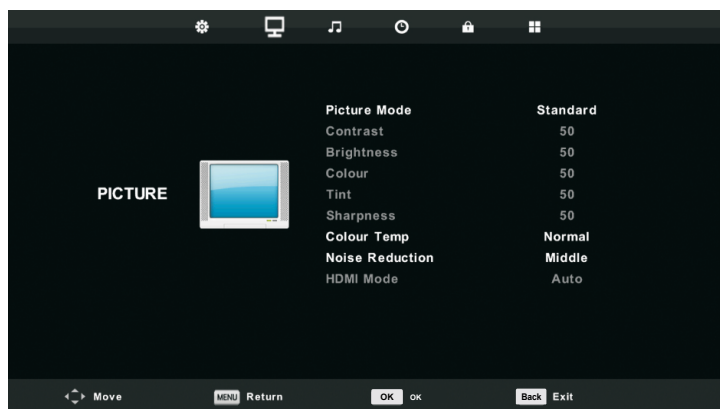 Picture Mode Standard
Contrast 50
Brightness 50
Colour 50
PICTURE
Tint 50
Sharpness 50
Colour Temp Normal
Noise Reduction Middle
HDMI Mode Auto
Move MENU Return OK OK Back Exit